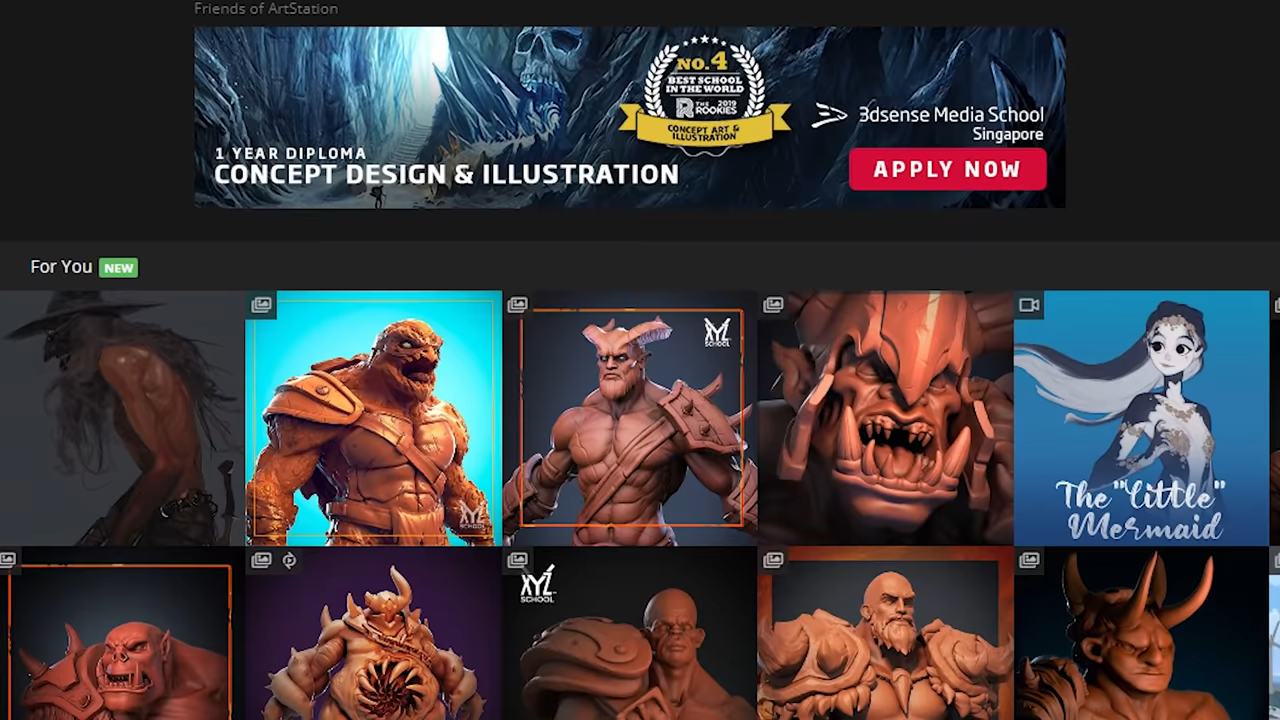 Friends of ArtStation
NO.4
BEST SCHOOL
IN THE WORLD
THE ROOKIES 2019
CONCEPT ART &
ILLUSTRATION
3dsense Media School
Singapore
1 YEAR DIPLOMA
CONCEPT DESIGN & ILLUSTRATION
APPLY NOW
For You NEW
XYZ
SCHOOL
XYZ
SCHOOL
The "little"
Mermaid
XYZ
SCHOOL